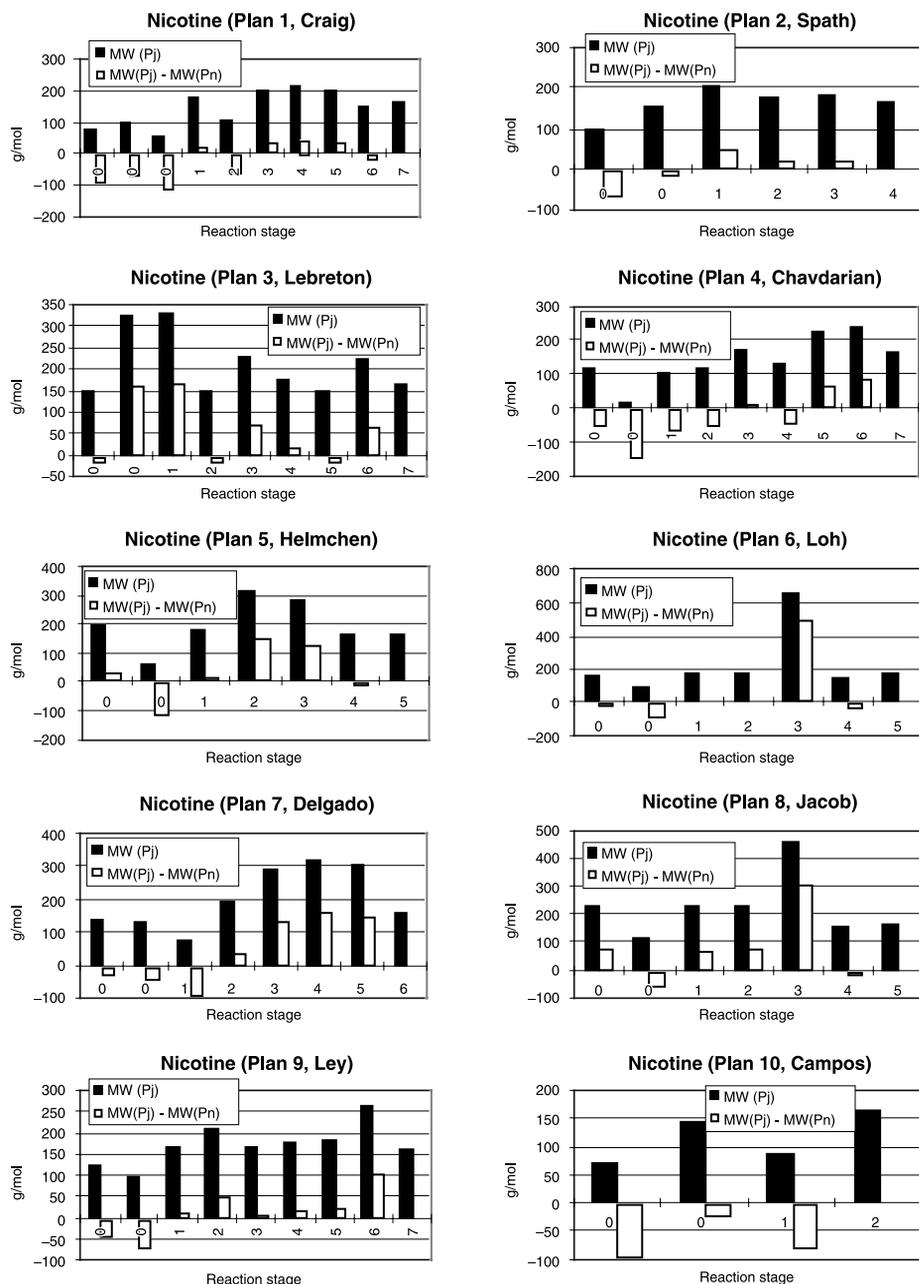 Nicotine (Plan 1, Craig)
MW (Pj)
MW(Pj) - MW(Pn)
g/mol
300
200
100
0
–100
–200
0 0 0 1 2 3 4 5 6 7
Reaction stage
Nicotine (Plan 2, Spath)
MW (Pj)
MW(Pj) - MW(Pn)
g/mol
300
200
100
0
–100
0 0 1 2 3 4
Reaction stage
Nicotine (Plan 3, Lebreton)
MW (Pj)
MW(Pj) - MW(Pn)
g/mol
350
300
250
200
150
100
50
0
–50
0 0 1 2 3 4 5 6 7
Reaction stage
Nicotine (Plan 4, Chavdarian)
MW (Pj)
MW(Pj) - MW(Pn)
g/mol
300
200
100
0
–100
–200
0 0 1 2 3 4 5 6 7
Reaction stage
Nicotine (Plan 5, Helmchen)
MW (Pj)
MW(Pj) - MW(Pn)
g/mol
400
300
200
100
0
–100
–200
0 0 1 2 3 4 5
Reaction stage
Nicotine (Plan 6, Loh)
MW (Pj)
MW(Pj) - MW(Pn)
g/mol
800
600
400
200
0
–200
0 0 1 2 3 4 5
Reaction stage
Nicotine (Plan 7, Delgado)
MW (Pj)
MW(Pj) - MW(Pn)
g/mol
400
300
200
100
0
–100
0 0 1 2 3 4 5 6
Reaction stage
Nicotine (Plan 8, Jacob)
MW (Pj)
MW(Pj) - MW(Pn)
g/mol
500
400
300
200
100
0
–100
0 0 1 2 3 4 5
Reaction stage
Nicotine (Plan 9, Ley)
MW (Pj)
MW(Pj) - MW(Pn)
g/mol
300
250
200
150
100
50
0
–50
–100
0 0 1 2 3 4 5 6 7
Reaction stage
Nicotine (Plan 10, Campos)
MW (Pj)
MW(Pj) - MW(Pn)
g/mol
200
150
100
50
0
–50
–100
0 0 1 2
Reaction stage